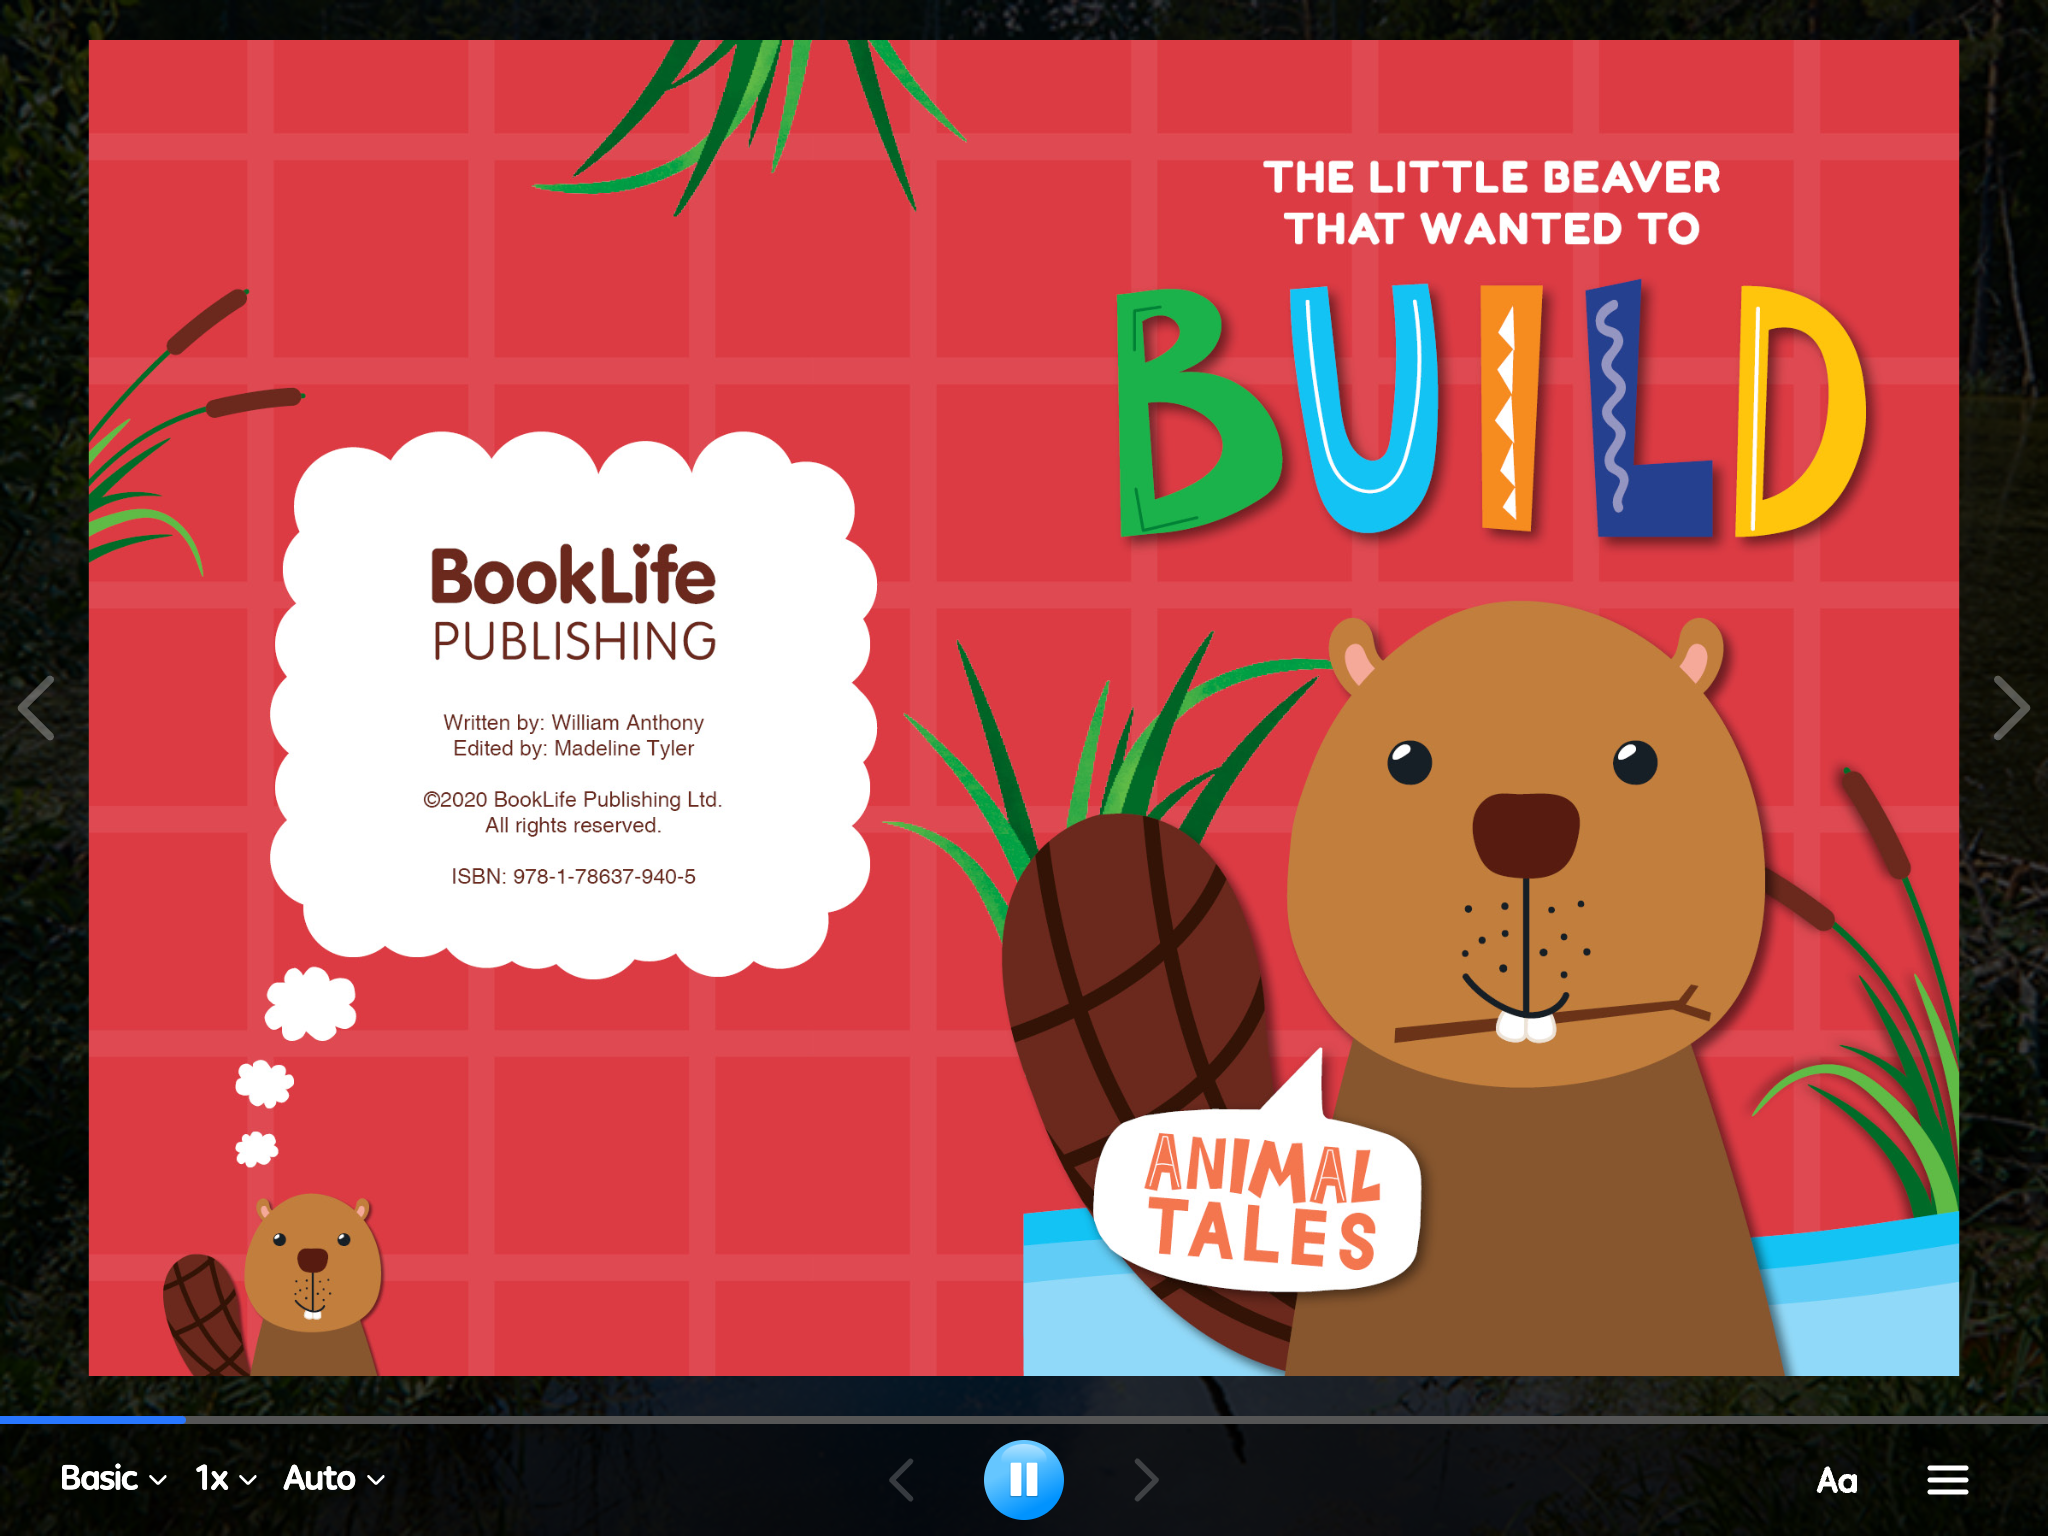 BookLife
PUBLISHING
Written by: William Anthony
Edited by: Madeline Tyler
©2020 BookLife Publishing Ltd.
All rights reserved.
ISBN: 978-1-78637-940-5
THE LITTLE BEAVER
THAT WANTED TO
BUILD
ANIMAL
TALES
Basic 1x Auto
Aa